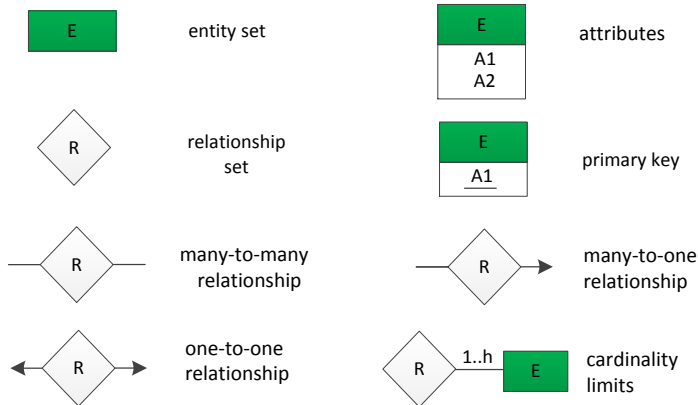 E
entity set
E
A1
A2
attributes
R
relationship
set
E
A1
primary key
R
many-to-many
relationship
R
many-to-one
relationship
R
one-to-one
relationship
R
1..h
E
cardinality
limits